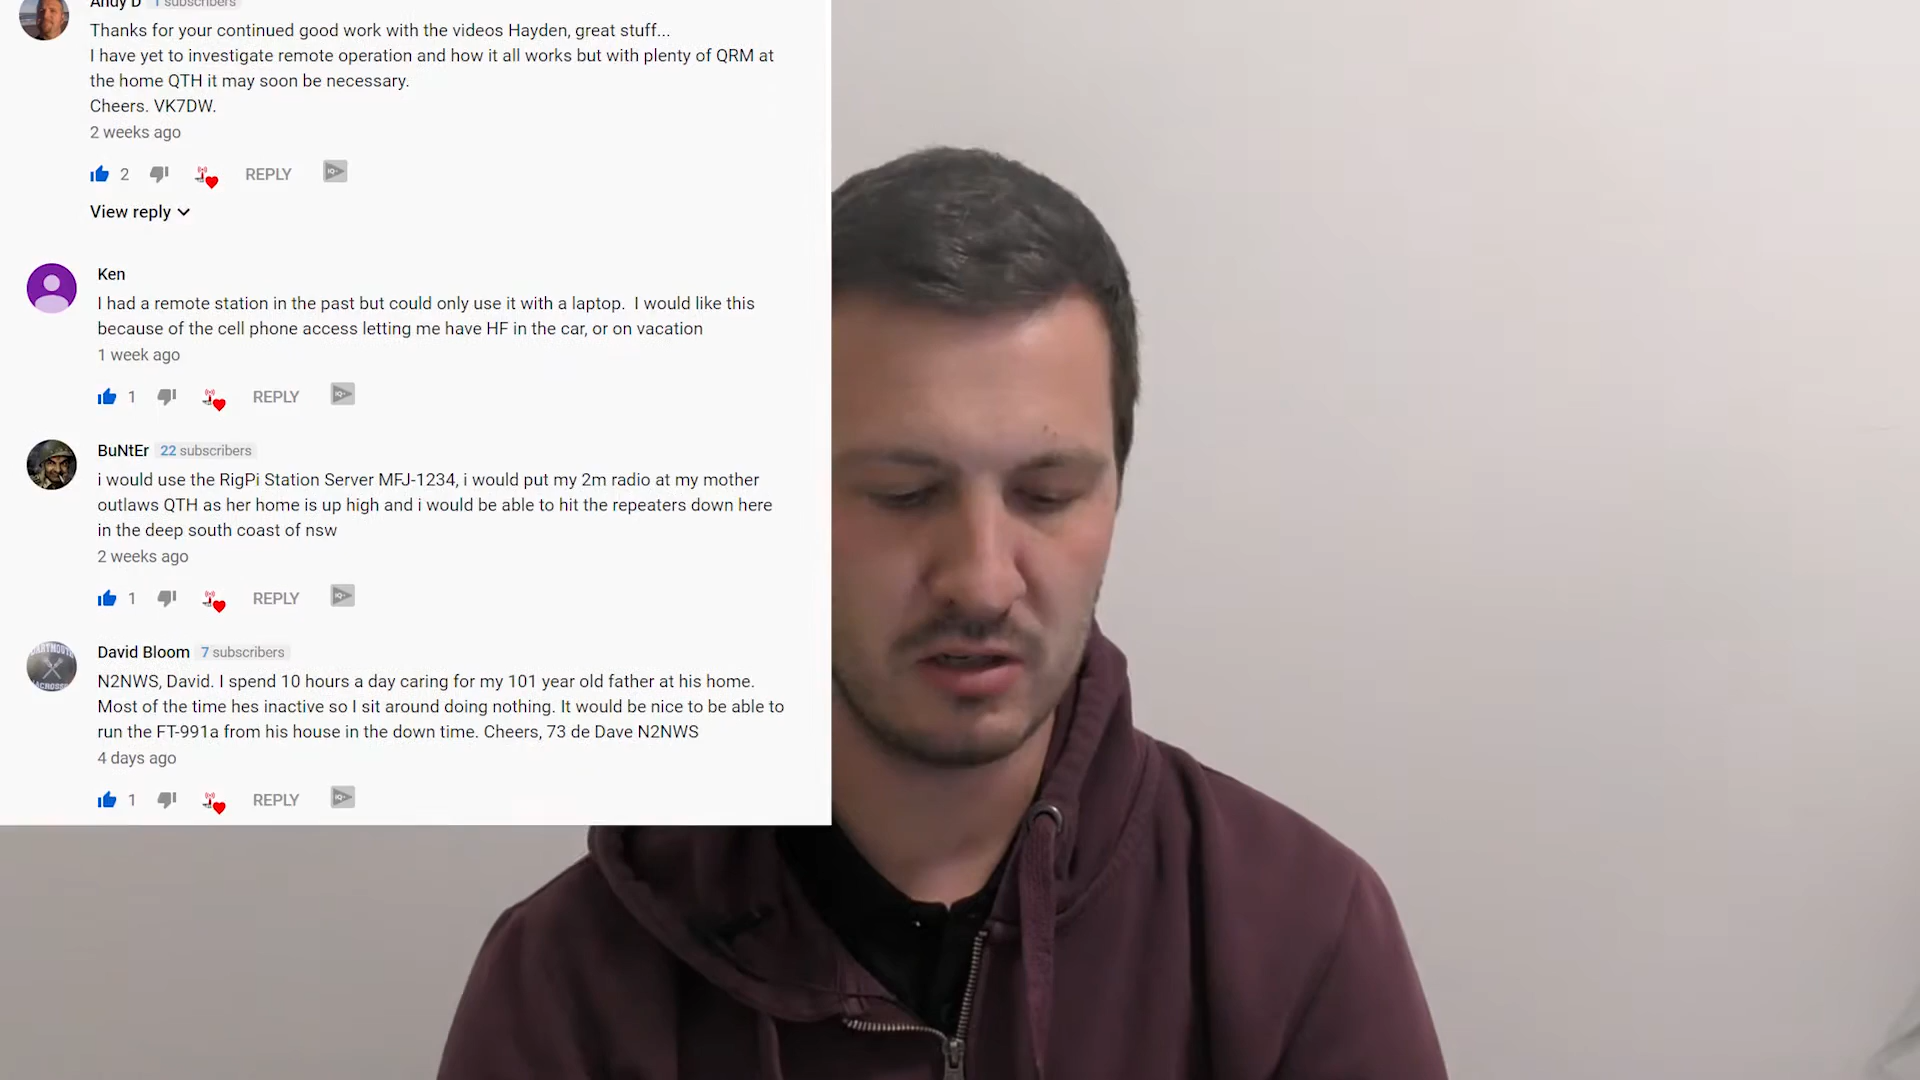 Andy D 1 subscribers
Thanks for your continued good work with the videos Hayden, great stuff...
I have yet to investigate remote operation and how it all works but with plenty of QRM at
the home QTH it may soon be necessary.
Cheers. VK7DW.
2 weeks ago
2 REPLY
View reply
Ken
I had a remote station in the past but could only use it with a laptop.  I would like this
because of the cell phone access letting me have HF in the car, or on vacation
1 week ago
1 REPLY
BuNtEr 22 subscribers
i would use the RigPi Station Server MFJ-1234, i would put my 2m radio at my mother
outlaws QTH as her home is up high and i would be able to hit the repeaters down here
in the deep south coast of nsw
2 weeks ago
1 REPLY
David Bloom 7 subscribers
N2NWS, David. I spend 10 hours a day caring for my 101 year old father at his home.
Most of the time hes inactive so I sit around doing nothing. It would be nice to be able to
run the FT-991a from his house in the down time. Cheers, 73 de Dave N2NWS
4 days ago
1 REPLY